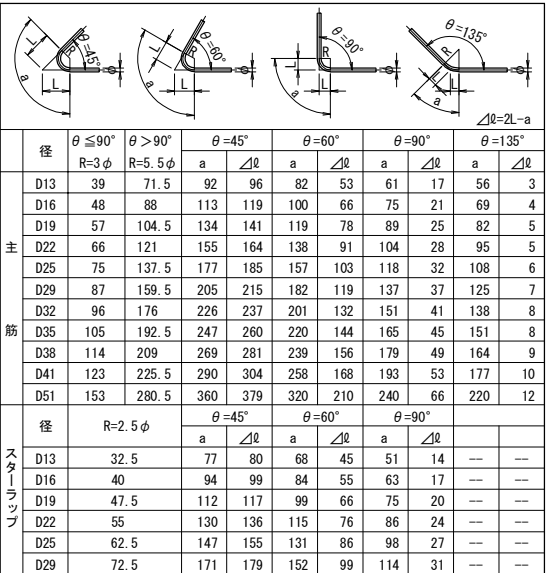 θ=45° R L L a φ
θ=60° R L L a φ
θ=90° R L L a φ
θ=135° R L L a φ
⊿ℓ=2L-a
径 θ≦90° R=3φ θ>90° R=5.5φ θ=45° θ=60° θ=90° θ=135°
a ⊿ℓ a ⊿ℓ a ⊿ℓ a ⊿ℓ
主筋
D13 39 71.5 92 96 82 53 61 17 56 3
D16 48 88 113 119 100 66 75 21 69 4
D19 57 104.5 134 141 119 78 89 25 82 5
D22 66 121 155 164 138 91 104 28 95 5
D25 75 137.5 177 185 157 103 118 32 108 6
D29 87 159.5 205 215 182 119 137 37 125 7
D32 96 176 226 237 201 132 151 41 138 8
D35 105 192.5 247 260 220 144 165 45 151 8
D38 114 209 269 281 239 156 179 49 164 9
D41 123 225.5 290 304 258 168 193 53 177 10
D51 153 280.5 360 379 320 210 240 66 220 12
スターラップ
径 R=2.5φ θ=45° θ=60° θ=90°
a ⊿ℓ a ⊿ℓ a ⊿ℓ
D13 32.5 77 80 68 45 51 14 -- --
D16 40 94 99 84 55 63 17 -- --
D19 47.5 112 117 99 66 75 20 -- --
D22 55 130 136 115 76 86 24 -- --
D25 62.5 147 155 131 86 98 27 -- --
D29 72.5 171 179 152 99 114 31 -- --